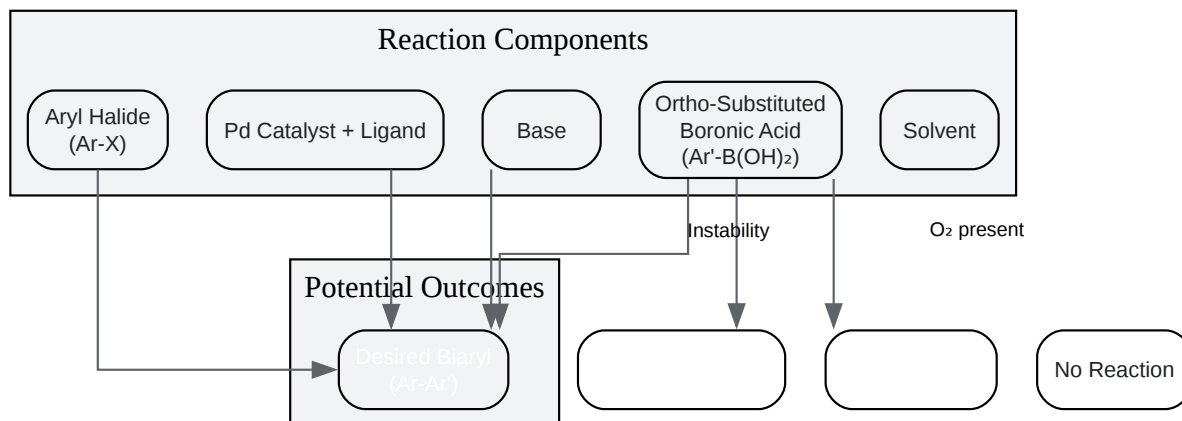 Reaction Components
Aryl Halide
(Ar-X)
Pd Catalyst + Ligand
Base
Ortho-Substituted
Boronic Acid
(Ar'-B(OH)₂)
Solvent
Instability
O₂ present
Potential Outcomes
Desired Biaryl
(Ar-Ar')
No Reaction